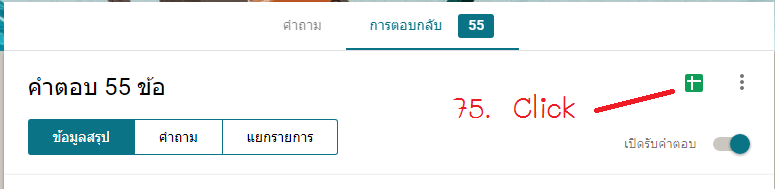 คำถาม การตอบกลับ 55
คำตอบ 55 ข้อ
75. Click
ข้อมูลสรุป คำถาม แยกรายการ เปิดรับคำตอบ